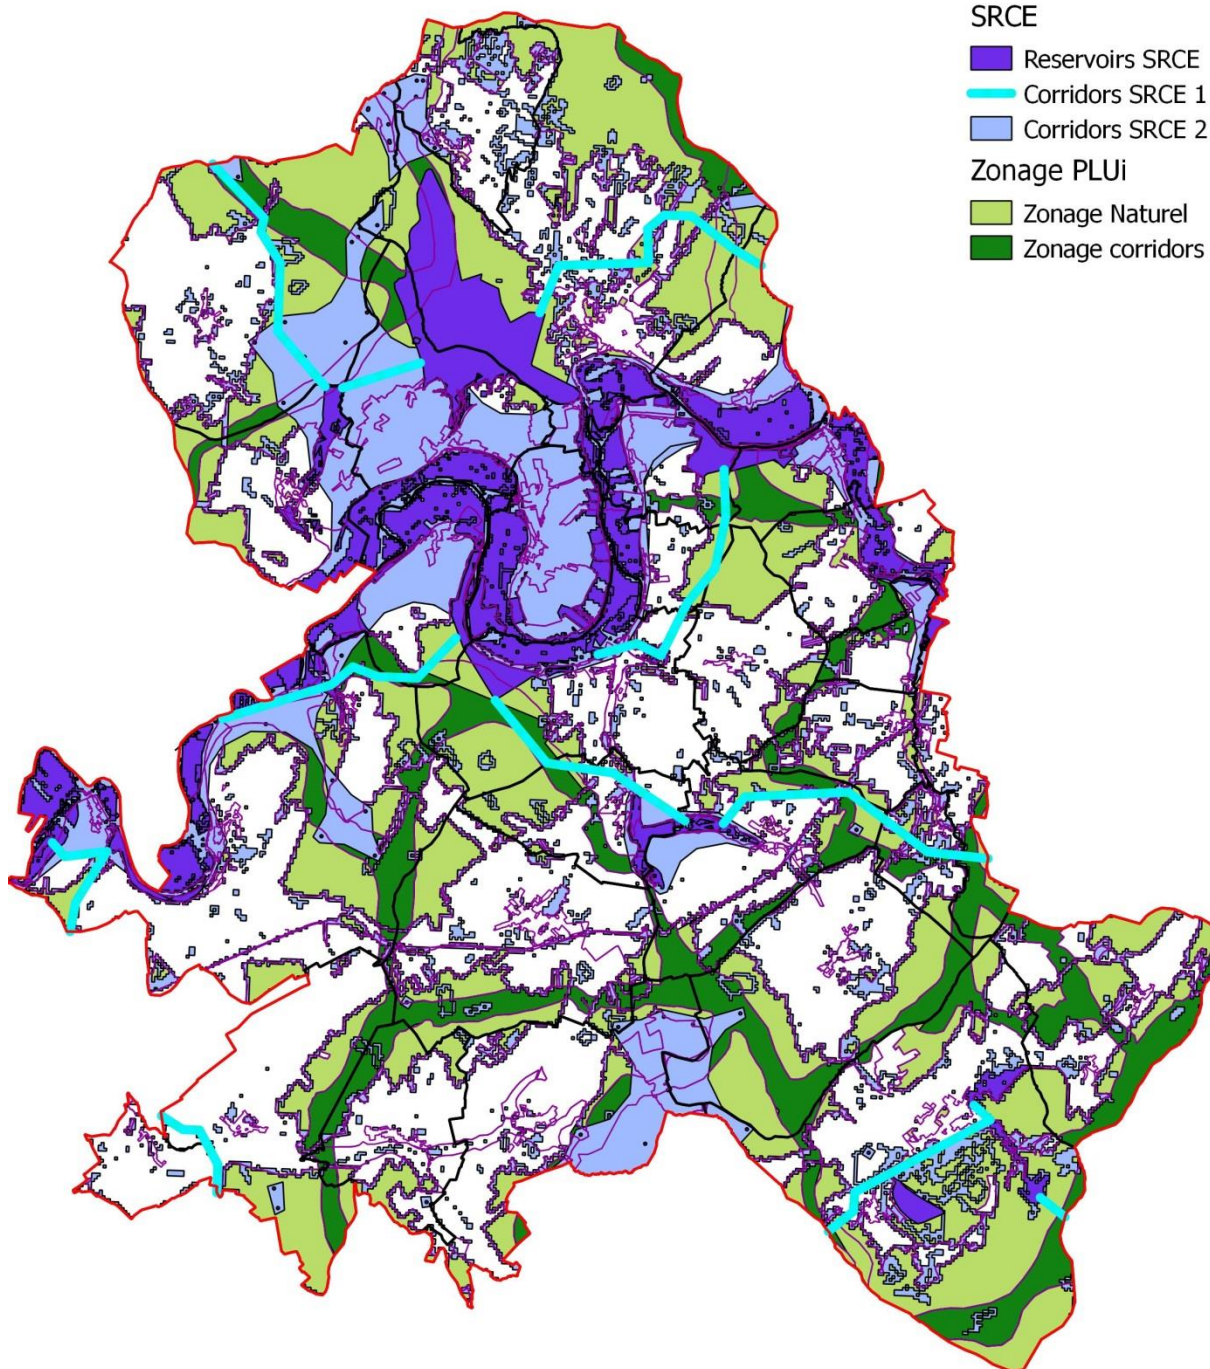 SRCE
Reservoirs SRCE
Corridors SRCE 1
Corridors SRCE 2
Zonage PLUi
Zonage Naturel
Zonage corridors